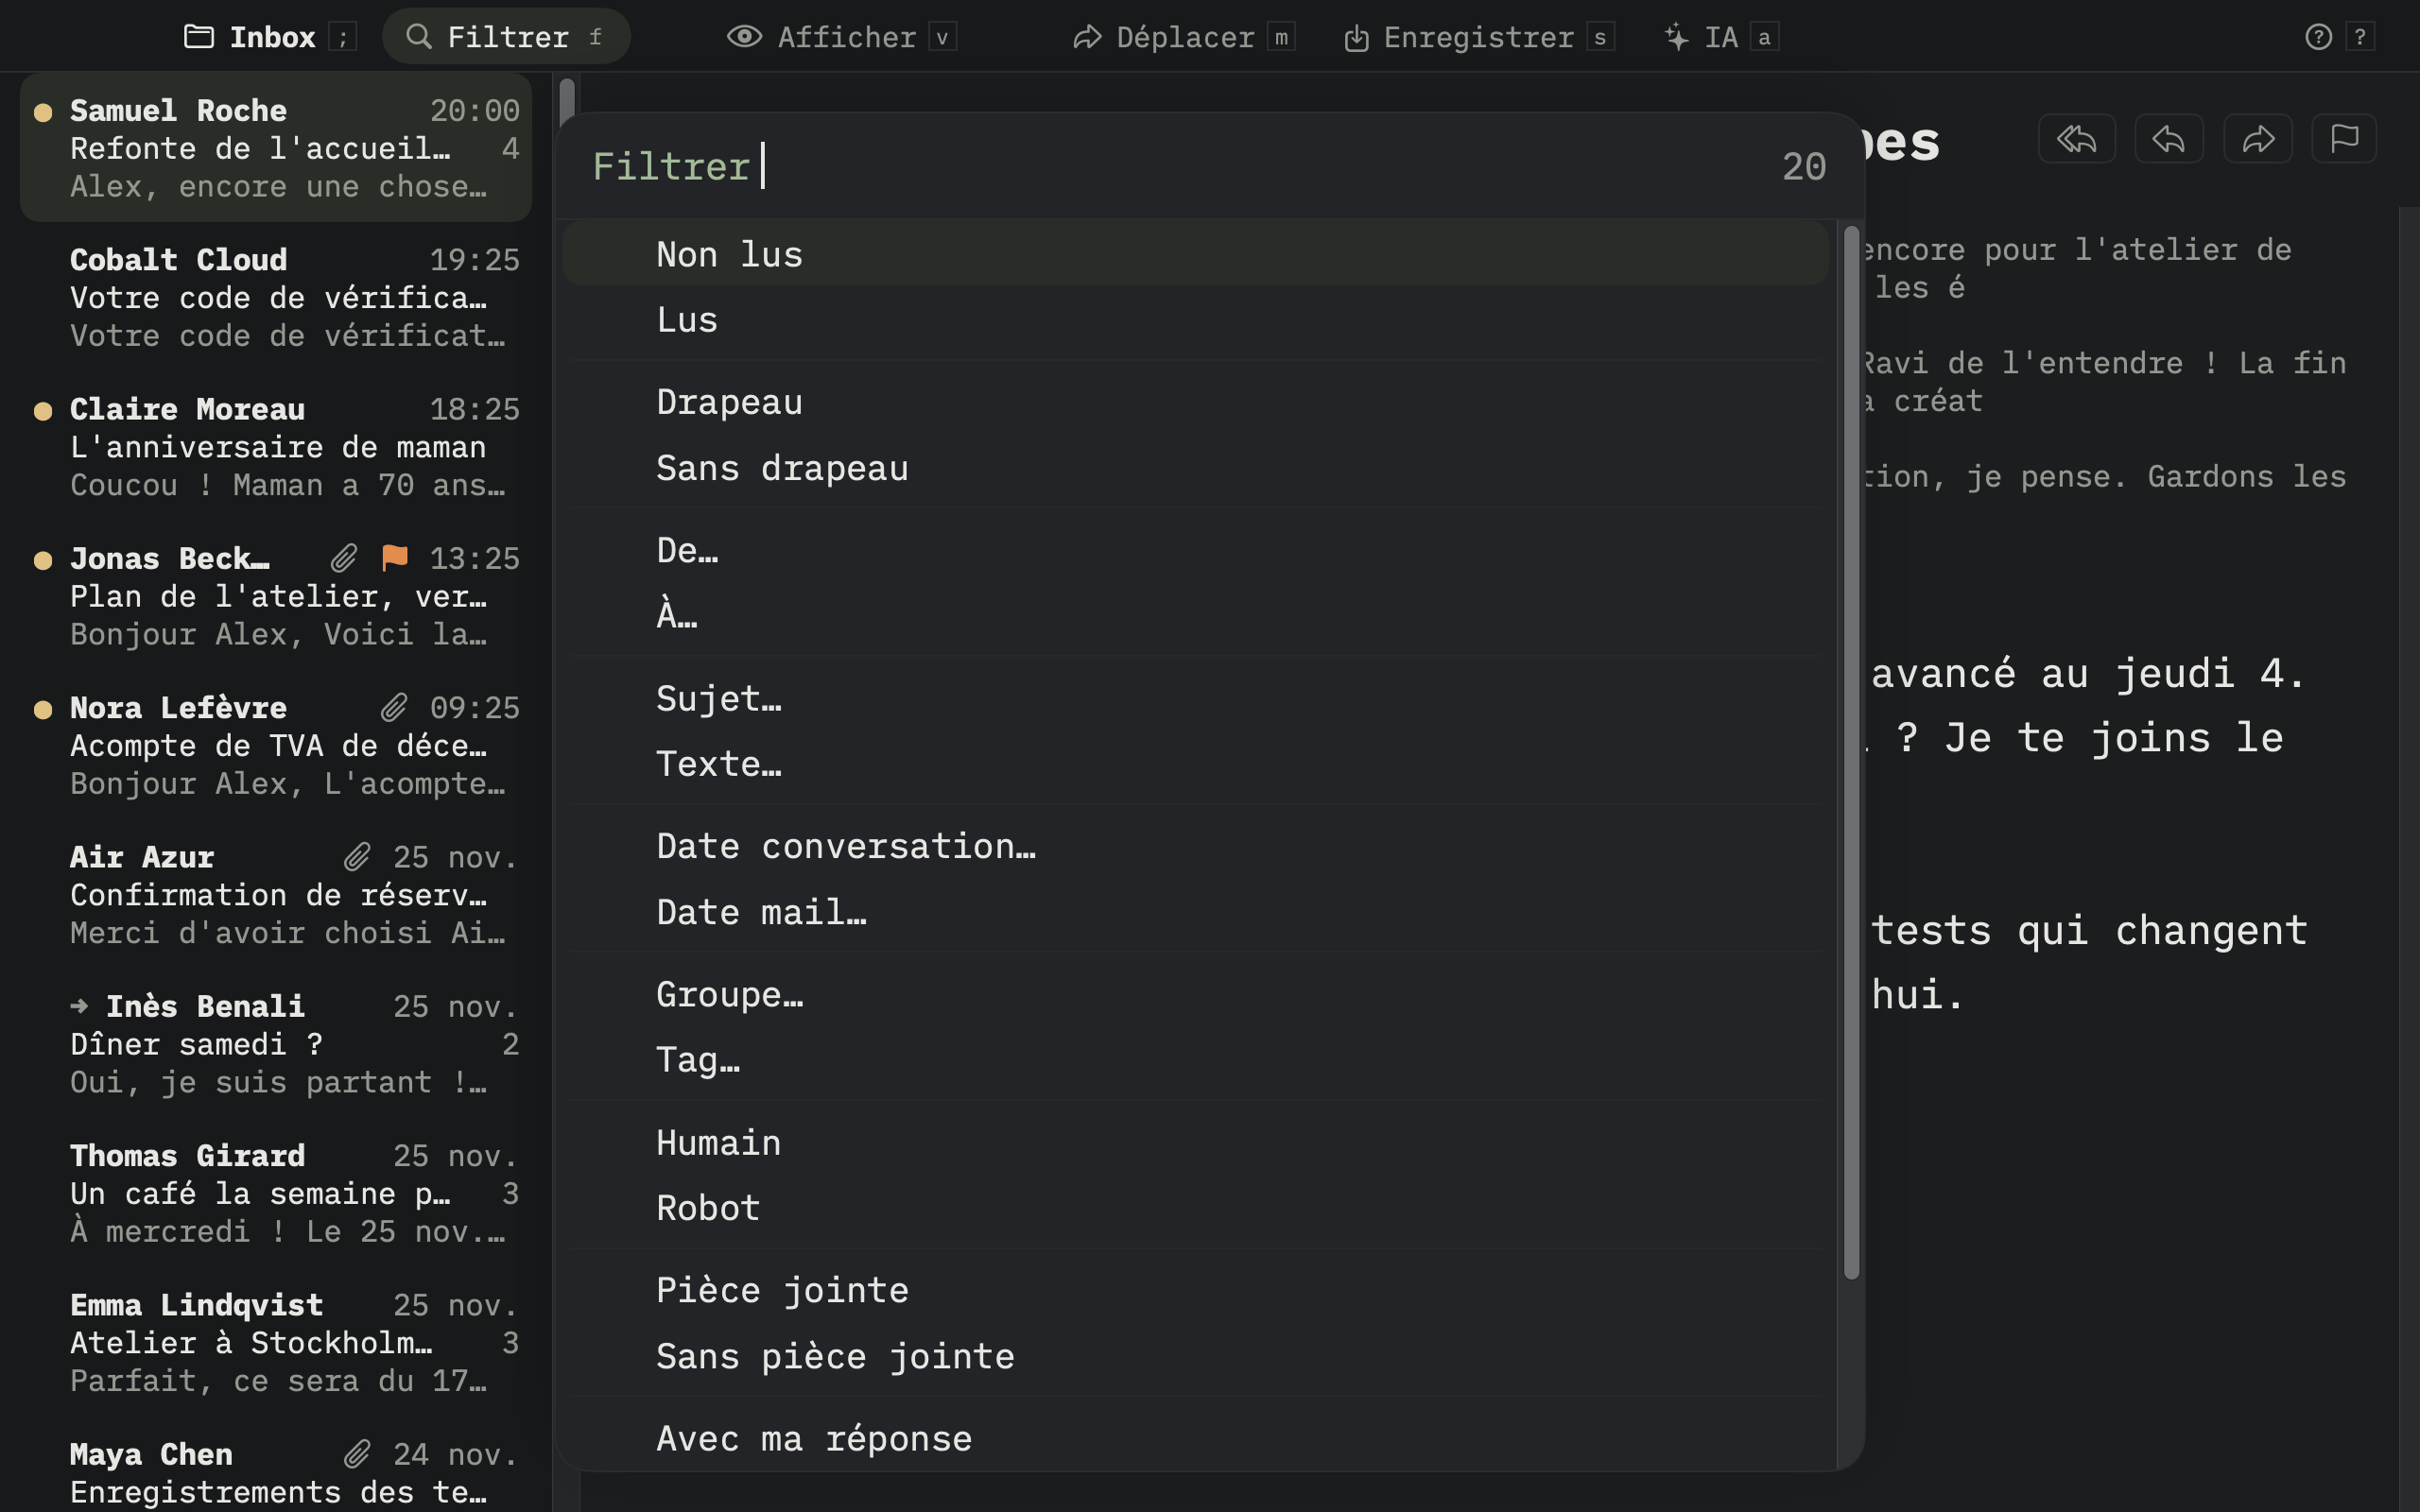 Inbox ; Filtrer f Afficher v Déplacer m Enregistrer s IA a ?
Samuel Roche 20:00
Refonte de l'accueil… 4
Alex, encore une chose…
Cobalt Cloud 19:25
Votre code de vérifica…
Votre code de vérificat…
Claire Moreau 18:25
L'anniversaire de maman
Coucou ! Maman a 70 ans…
Jonas Beck… 13:25
Plan de l'atelier, ver…
Bonjour Alex, Voici la…
Nora Lefèvre 09:25
Acompte de TVA de déce…
Bonjour Alex, L'acompte…
Air Azur 25 nov.
Confirmation de réserv…
Merci d'avoir choisi Ai…
→ Inès Benali 25 nov.
Dîner samedi ? 2
Oui, je suis partant !…
Thomas Girard 25 nov.
Un café la semaine p… 3
À mercredi ! Le 25 nov.…
Emma Lindqvist 25 nov.
Atelier à Stockholm… 3
Parfait, ce sera du 17…
Maya Chen 24 nov.
Enregistrements des te…
Filtrer 20
Non lus
Lus
Drapeau
Sans drapeau
De…
À…
Sujet…
Texte…
Date conversation…
Date mail…
Groupe…
Tag…
Humain
Robot
Pièce jointe
Sans pièce jointe
Avec ma réponse
encore pour l'atelier de
les é
Ravi de l'entendre ! La fin
créat
tion, je pense. Gardons les
avancé au jeudi 4.
? Je te joins le
tests qui changent
hui.